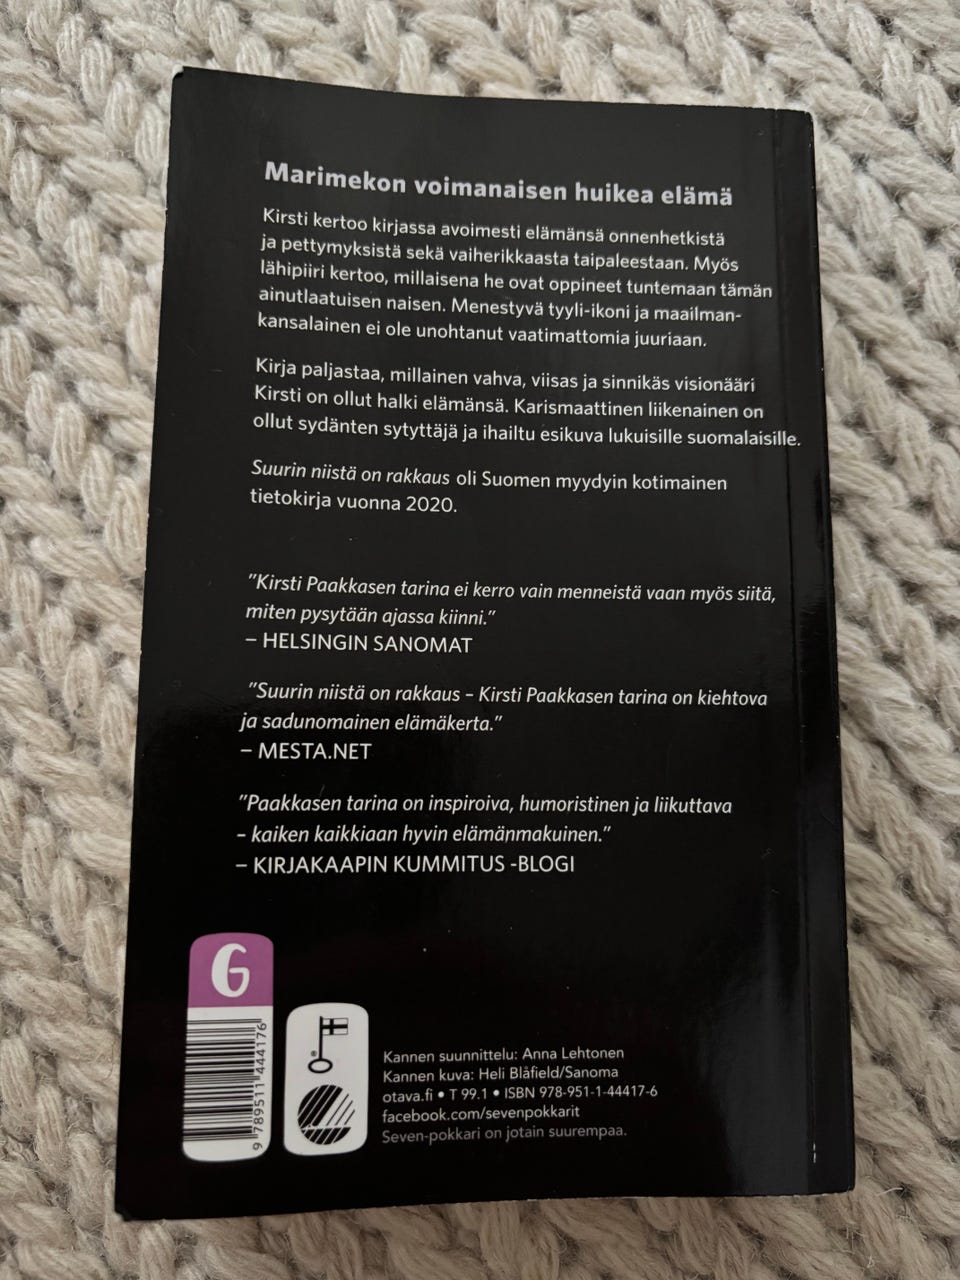 Marimekon voimanaisen huikea elämä
Kirsti kertoo kirjassa avoimesti elämänsä onnenhetkistä
ja pettymyksistä sekä vaiherikkaasta taipaleestaan. Myös
lähipiiri kertoo, millaisena he ovat oppineet tuntemaan tämän
ainutlaatuisen naisen. Menestyvä tyyli-ikoni ja maailman-
kansalainen ei ole unohtanut vaatimattomia juuriaan.
Kirja paljastaa, millainen vahva, viisas ja sinnikäs visionääri
Kirsti on ollut halki elämänsä. Karismaattinen liikenainen on
ollut sydänten sytyttäjä ja ihailtu esikuva lukuisille suomalaisille.
Suurin niistä on rakkaus oli Suomen myydyin kotimainen
tietokirja vuonna 2020.
"Kirsti Paakkasen tarina ei kerro vain menneistä vaan myös siitä,
miten pysytään ajassa kiinni."
– HELSINGIN SANOMAT
"Suurin niistä on rakkaus – Kirsti Paakkasen tarina on kiehtova
ja sadunomainen elämäkerta."
– MESTA.NET
"Paakkasen tarina on inspiroiva, humoristinen ja liikuttava
– kaiken kaikkiaan hyvin elämänmakuinen."
– KIRJAKAAPIN KUMMITUS -BLOGI
G
9 789511 444176
®
Kannen suunnittelu: Anna Lehtonen
Kannen kuva: Heli Blåfield/Sanoma
otava.fi • T 99.1 • ISBN 978-951-1-44417-6
facebook.com/sevenpokkarit
Seven-pokkari on jotain suurempaa.